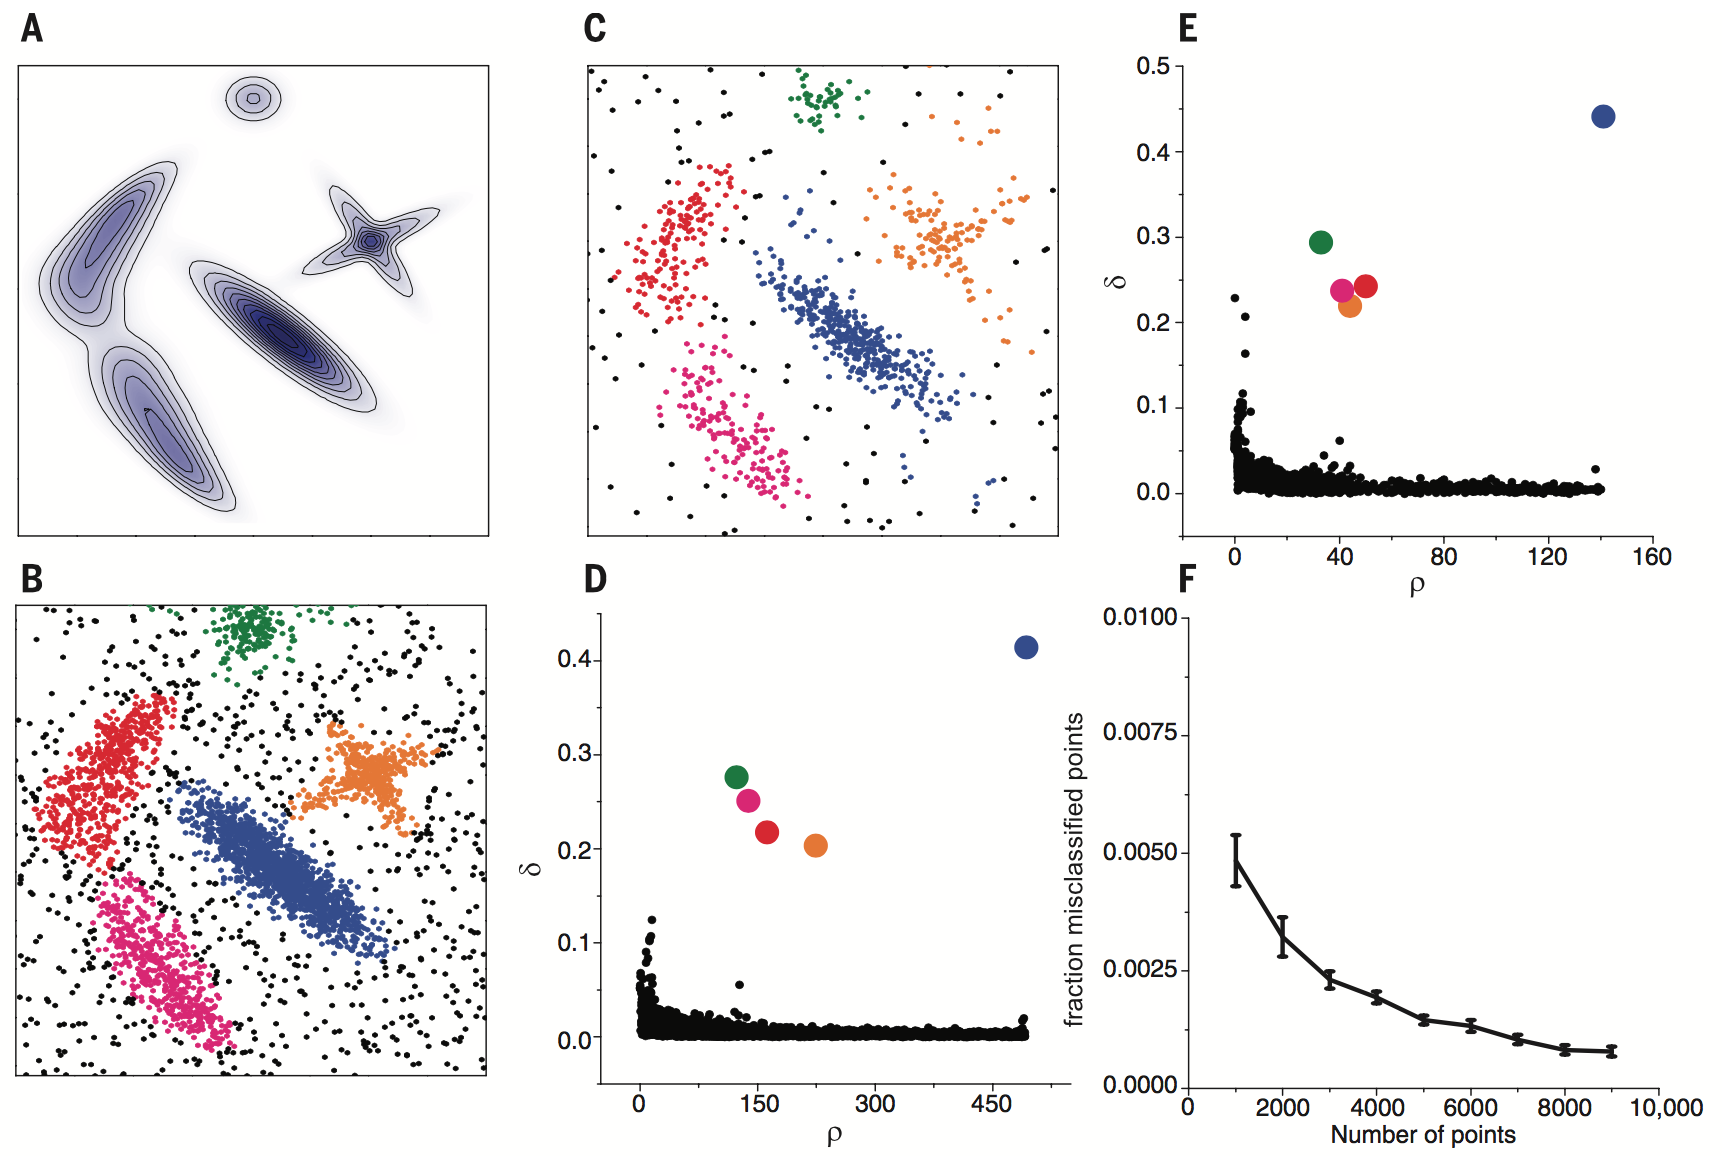 A
B
C
D
0.4
0.3
0.2
0.1
0.0
δ
0 150 300 450
ρ
E
0.5
0.4
0.3
0.2
0.1
0.0
δ
0 40 80 120 160
ρ
F
0.0100
0.0075
0.0050
0.0025
0.0000
fraction misclassified points
0 2000 4000 6000 8000 10,000
Number of points